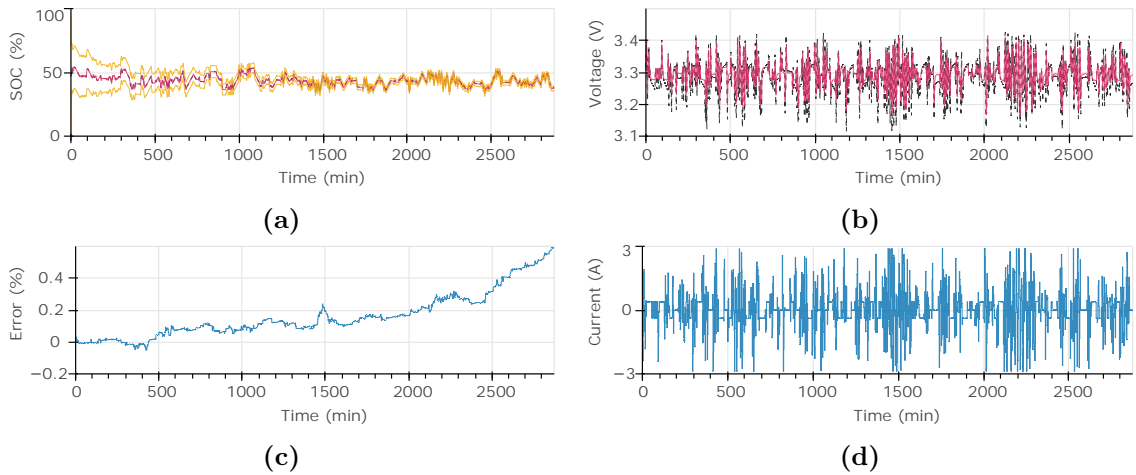 100
50
0
SOC (%)
0 500 1000 1500 2000 2500
Time (min)
(a)
3.4
3.3
3.2
3.1
Voltage (V)
0 500 1000 1500 2000 2500
Time (min)
(b)
0.4
0.2
0
−0.2
Error (%)
0 500 1000 1500 2000 2500
Time (min)
(c)
3
0
−3
Current (A)
0 500 1000 1500 2000 2500
Time (min)
(d)